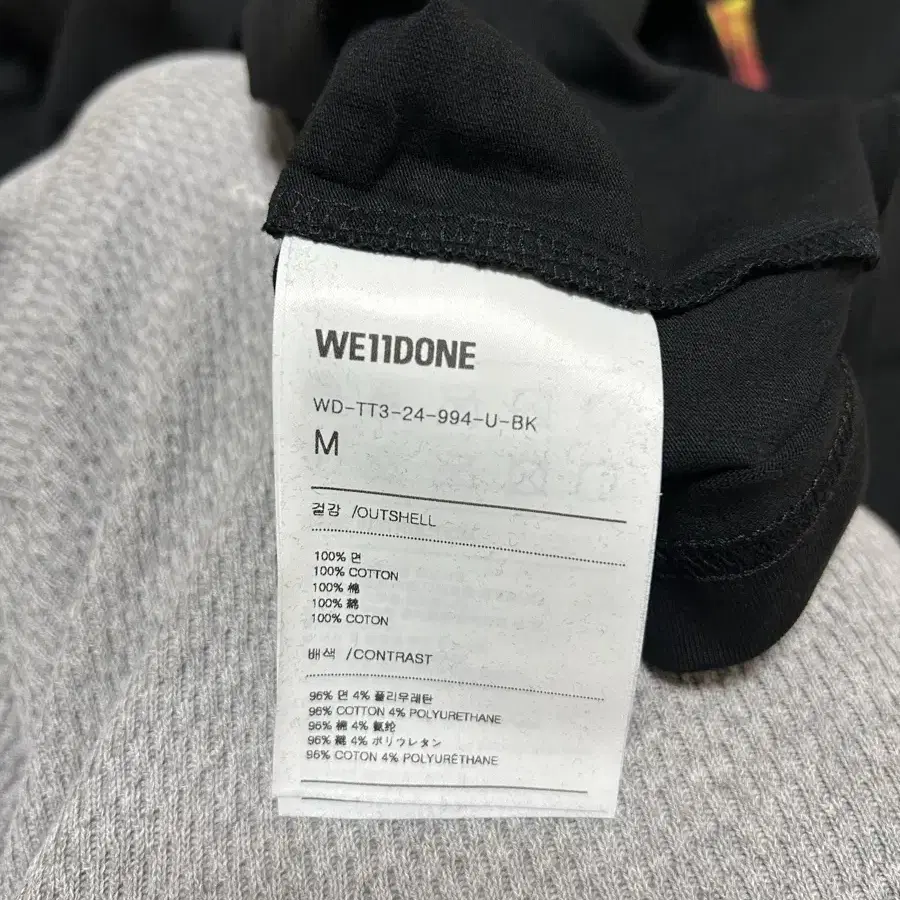 WE11DONE
WD-TT3-24-994-U-BK
M
겉감 /OUTSHELL
100% 면
100% COTTON
100% 棉
100% 綿
100% COTON
배색 /CONTRAST
96% 면 4% 폴리우레탄
96% COTTON 4% POLYURETHANE
96% 棉 4% 氨纶
96% 綿 4% ポリウレタン
96% COTON 4% POLYURÉTHANE